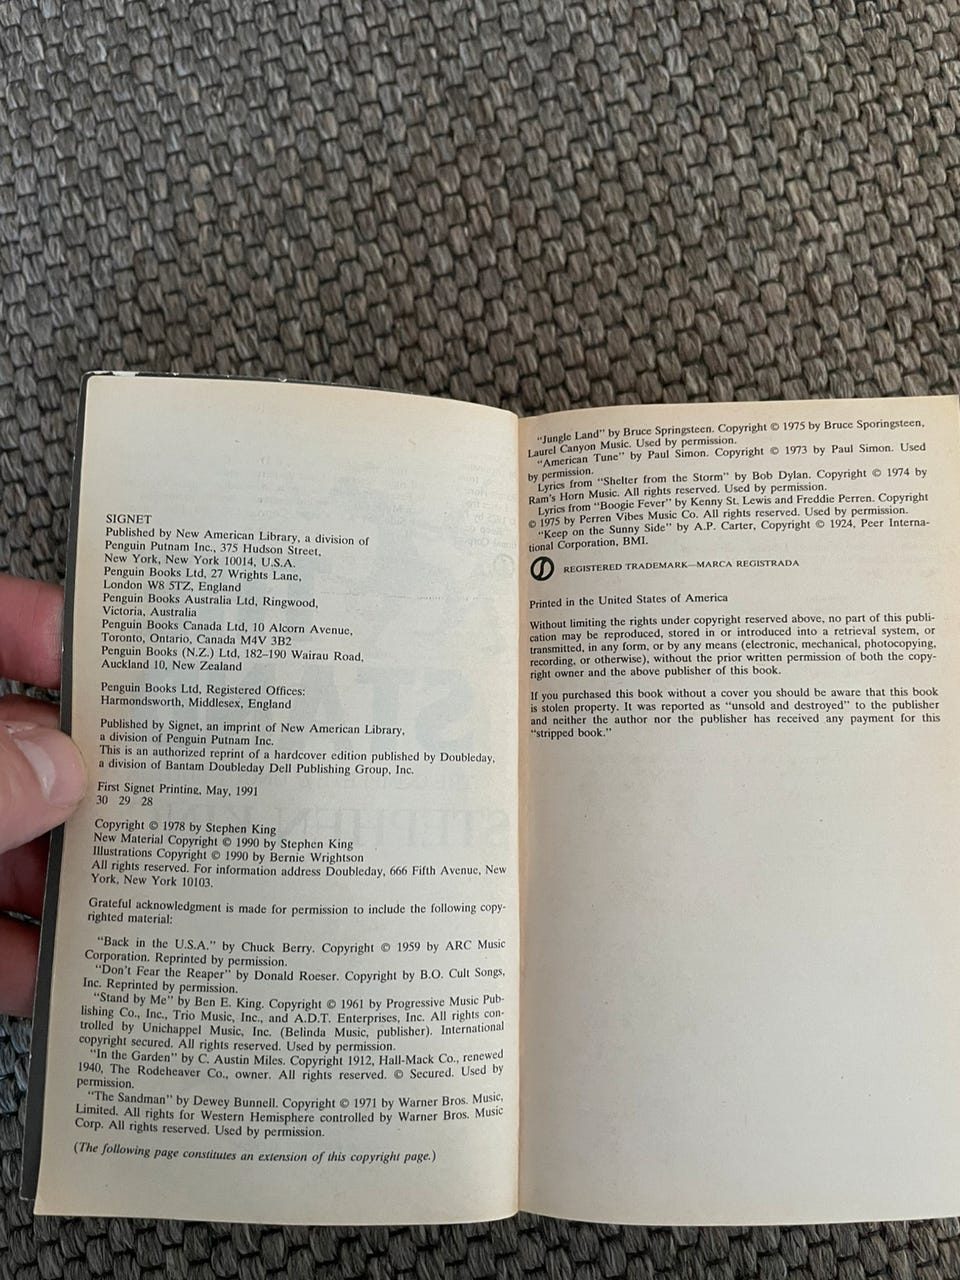 SIGNET
Published by New American Library, a division of
Penguin Putnam Inc., 375 Hudson Street,
New York, New York 10014, U.S.A.
Penguin Books Ltd, 27 Wrights Lane,
London W8 5TZ, England
Penguin Books Australia Ltd, Ringwood,
Victoria, Australia
Penguin Books Canada Ltd, 10 Alcorn Avenue,
Toronto, Ontario, Canada M4V 3B2
Penguin Books (N.Z.) Ltd, 182–190 Wairau Road,
Auckland 10, New Zealand
Penguin Books Ltd, Registered Offices:
Harmondsworth, Middlesex, England
Published by Signet, an imprint of New American Library,
a division of Penguin Putnam Inc.
This is an authorized reprint of a hardcover edition published by Doubleday,
a division of Bantam Doubleday Dell Publishing Group, Inc.
First Signet Printing, May, 1991
30 29 28
Copyright © 1978 by Stephen King
New Material Copyright © 1990 by Stephen King
Illustrations Copyright © 1990 by Bernie Wrightson
All rights reserved. For information address Doubleday, 666 Fifth Avenue, New
York, New York 10103.
Grateful acknowledgment is made for permission to include the following copy-
righted material:
"Back in the U.S.A." by Chuck Berry. Copyright © 1959 by ARC Music
Corporation. Reprinted by permission.
"Don't Fear the Reaper" by Donald Roeser. Copyright by B.O. Cult Songs,
Inc. Reprinted by permission.
"Stand by Me" by Ben E. King. Copyright © 1961 by Progressive Music Pub-
lishing Co., Inc., Trio Music, Inc., and A.D.T. Enterprises, Inc. All rights con-
trolled by Unichappel Music, Inc. (Belinda Music, publisher). International
copyright secured. All rights reserved. Used by permission.
"In the Garden" by C. Austin Miles. Copyright 1912, Hall-Mack Co., renewed
1940, The Rodeheaver Co., owner. All rights reserved. © Secured. Used by
permission.
"The Sandman" by Dewey Bunnell. Copyright © 1971 by Warner Bros. Music,
Limited. All rights for Western Hemisphere controlled by Warner Bros. Music
Corp. All rights reserved. Used by permission.
(The following page constitutes an extension of this copyright page.)
"Jungle Land" by Bruce Springsteen. Copyright © 1975 by Bruce Sporingsteen,
Laurel Canyon Music. Used by permission.
"American Tune" by Paul Simon. Copyright © 1973 by Paul Simon. Used
by permission.
Lyrics from "Shelter from the Storm" by Bob Dylan. Copyright © 1974 by
Ram's Horn Music. All rights reserved. Used by permission.
Lyrics from "Boogie Fever" by Kenny St. Lewis and Freddie Perren. Copyright
© 1975 by Perren Vibes Music Co. All rights reserved. Used by permission.
"Keep on the Sunny Side" by A.P. Carter, Copyright © 1924, Peer Interna-
tional Corporation, BMI.
REGISTERED TRADEMARK—MARCA REGISTRADA
Printed in the United States of America
Without limiting the rights under copyright reserved above, no part of this publi-
cation may be reproduced, stored in or introduced into a retrieval system, or
transmitted, in any form, or by any means (electronic, mechanical, photocopying,
recording, or otherwise), without the prior written permission of both the copy-
right owner and the above publisher of this book.
If you purchased this book without a cover you should be aware that this book
is stolen property. It was reported as "unsold and destroyed" to the publisher
and neither the author nor the publisher has received any payment for this
"stripped book."